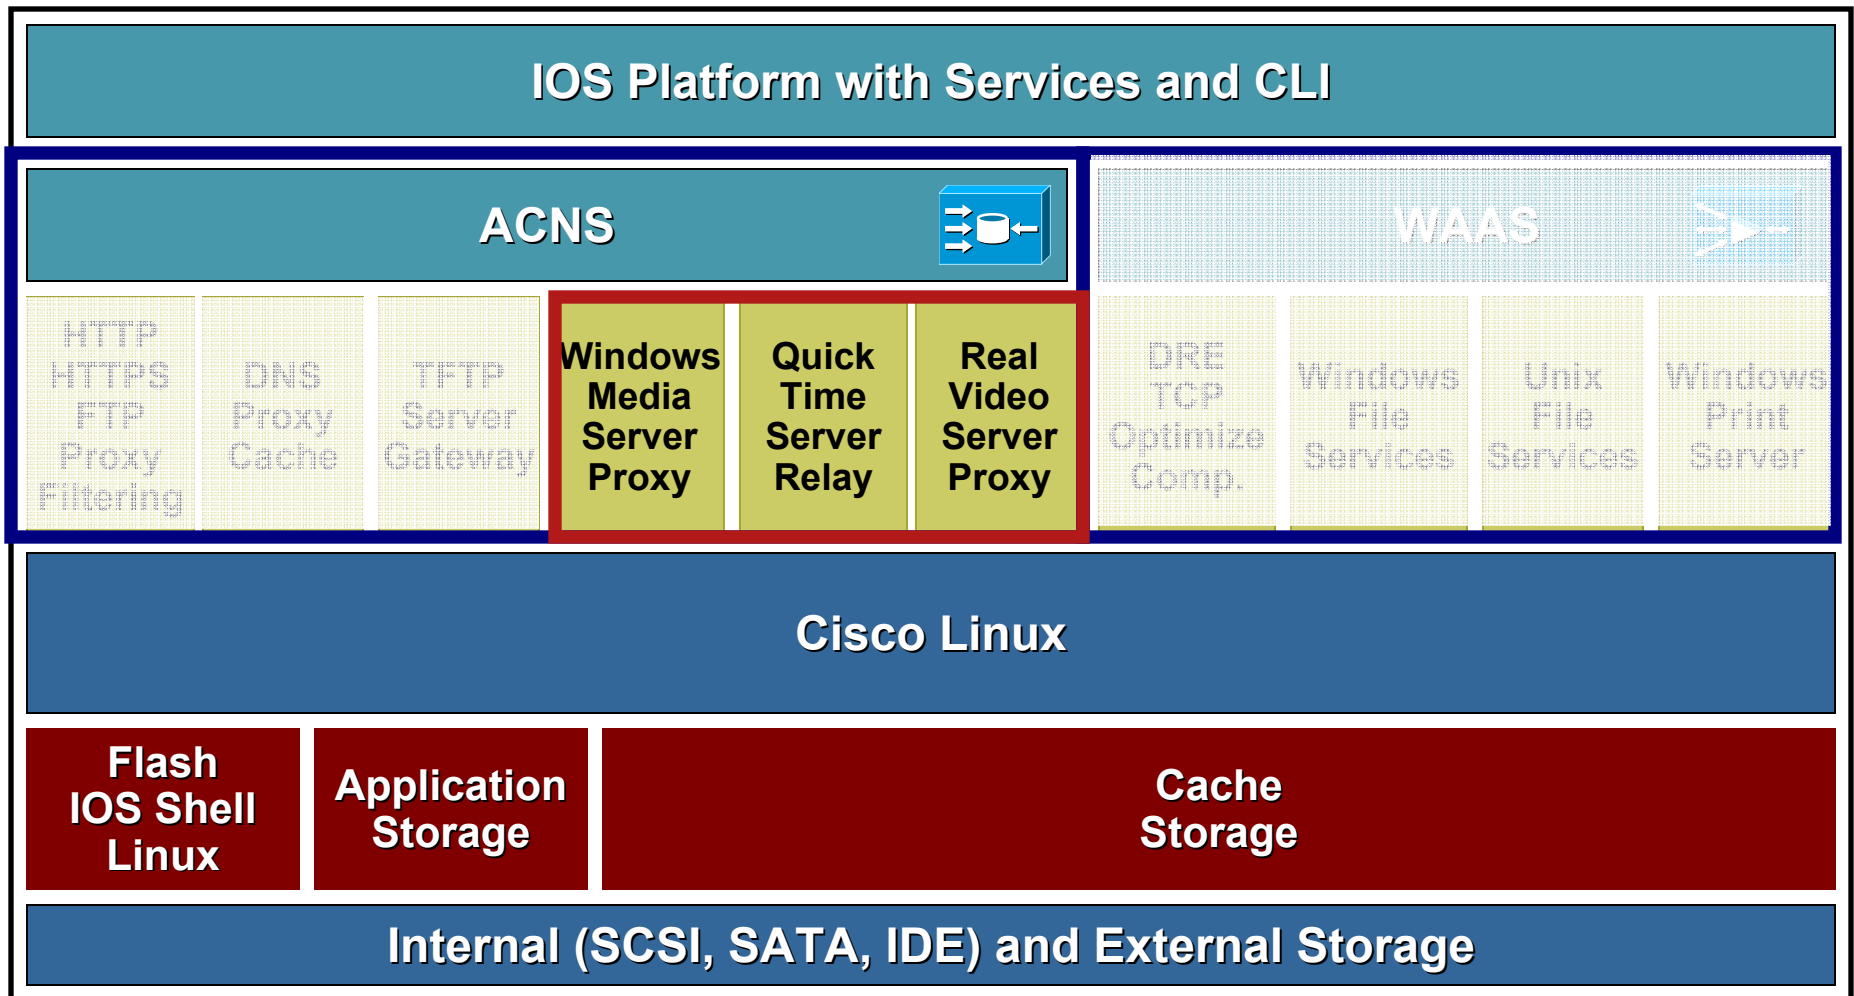 IOS Platform with Services and CLI
ACNS
WAAS
HTTP
HTTPS
FTP
Proxy
Filtering
DNS
Proxy
Cache
TFTP
Server
Gateway
Windows
Media
Server
Proxy
Quick
Time
Server
Relay
Real
Video
Server
Proxy
DRE
TCP
Optimize
Comp.
Windows
File
Services
Unix
File
Services
Windows
Print
Server
Cisco Linux
Flash
IOS Shell
Linux
Application
Storage
Cache
Storage
Internal (SCSI, SATA, IDE) and External Storage